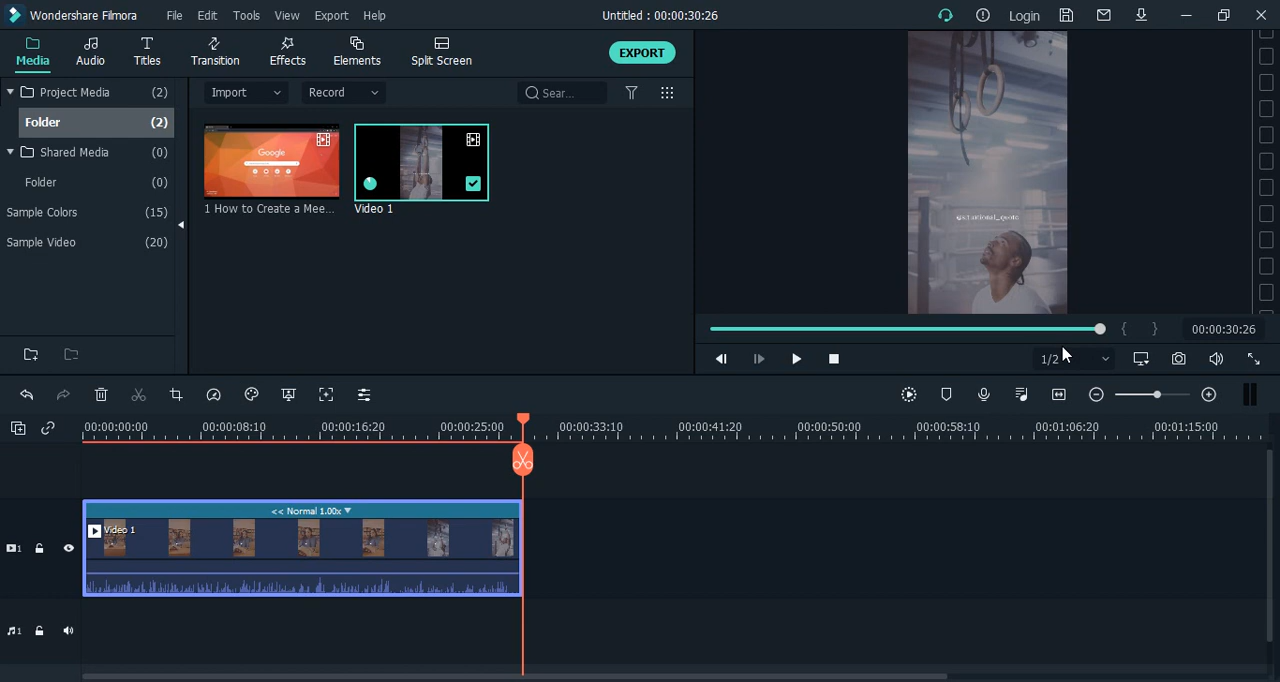 Wondershare Filmora
File Edit Tools View Export Help
Untitled : 00:00:30:26
Login
Media Audio Titles Transition Effects Elements Split Screen
EXPORT
Project Media (2)
Folder (2)
Shared Media (0)
Folder (0)
Sample Colors (15)
Sample Video (20)
Import Record Sear...
Google
1 How to Create a Mee...
Video 1
00:00:30:26
1/2
00:00:00:00 00:00:08:10 00:00:16:20 00:00:25:00 00:00:33:10 00:00:41:20 00:00:50:00 00:00:58:10 00:01:06:20 00:01:15:00
<< Normal 1.00x
Video 1
1
1